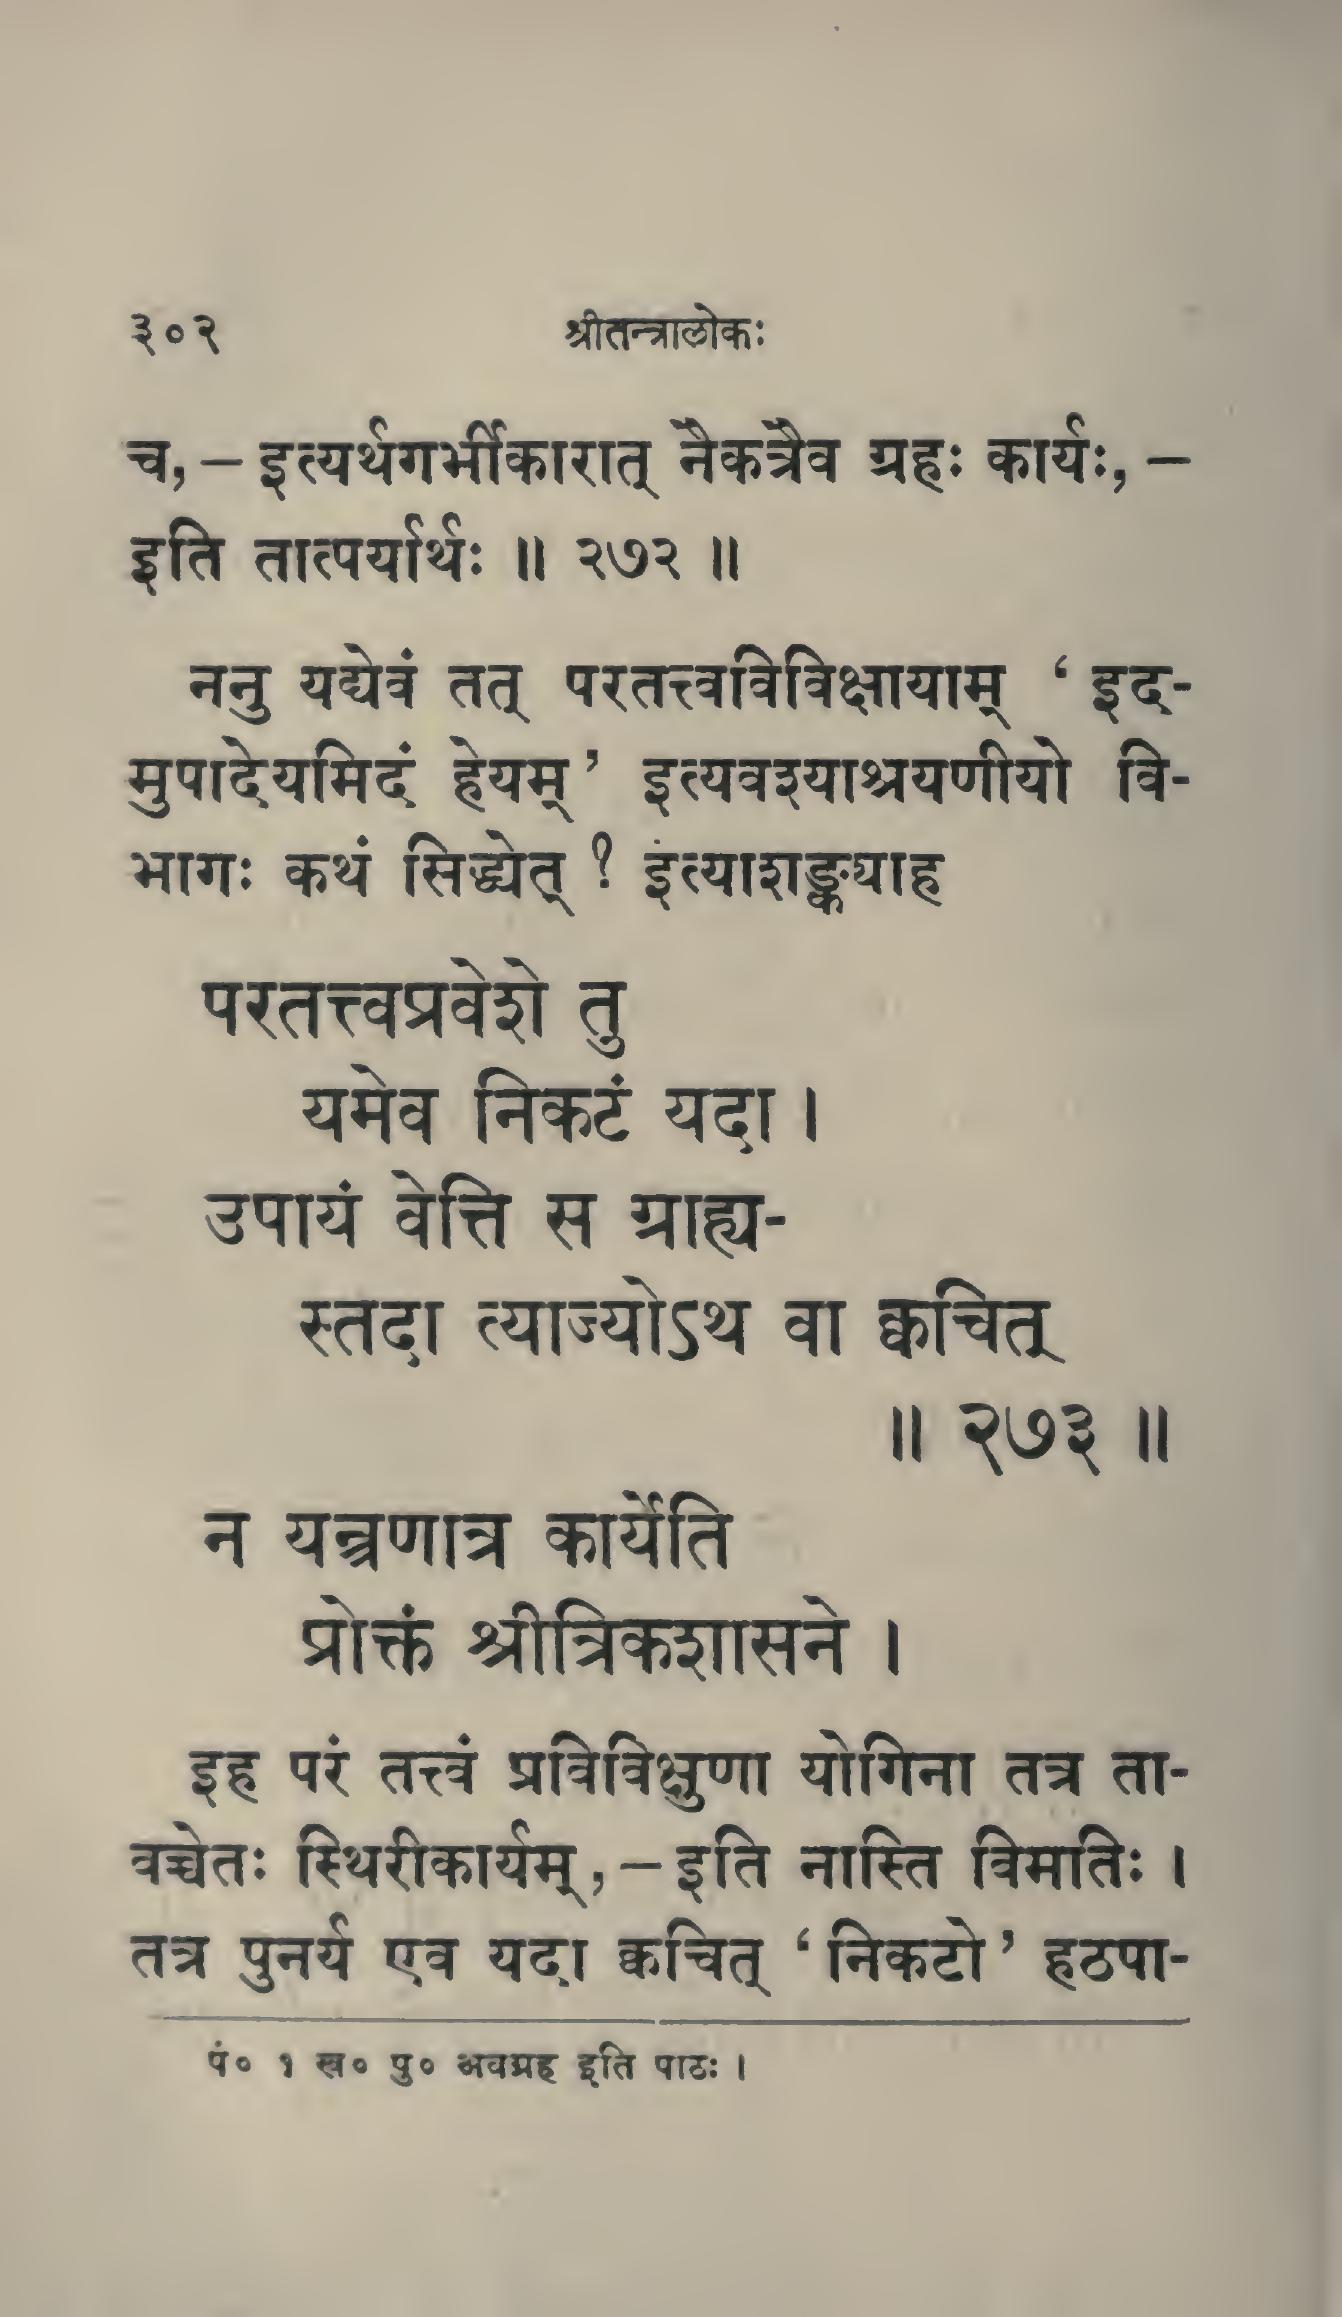 ३०२ श्रीतन्त्रालोकः
च,–इत्यर्थगर्भीकारात् नैकत्रैव ग्रहः कार्यः,–
इति तात्पर्यार्थः ॥ २७२ ॥
ननु यद्येवं तत् परतत्त्वविविक्षायाम् ‘ इद-
मुपादेयमिदं हेयम् ’ इत्यवश्याश्रयणीयो वि-
भागः कथं सिद्ध्येत् ? इत्याशङ्क्याह
परतत्त्वप्रवेशे तु
यमेव निकटं यदा ।
उपायं वेत्ति स ग्राह्य-
स्तदा त्याज्योऽथ वा क्वचित्
॥ २७३ ॥
न यन्त्रणात्र कार्येति
प्रोक्तं श्रीत्रिकशासने ।
इह परं तत्त्वं प्रविविक्षुणा योगिना तत्र ता-
वच्चेतः स्थिरीकार्यम्,–इति नास्ति विमतिः ।
तत्र पुनर्य एव यदा क्वचित् ‘ निकटो ’ हठपा-
पं० १ ख० पु० अवग्रह इति पाठः ।